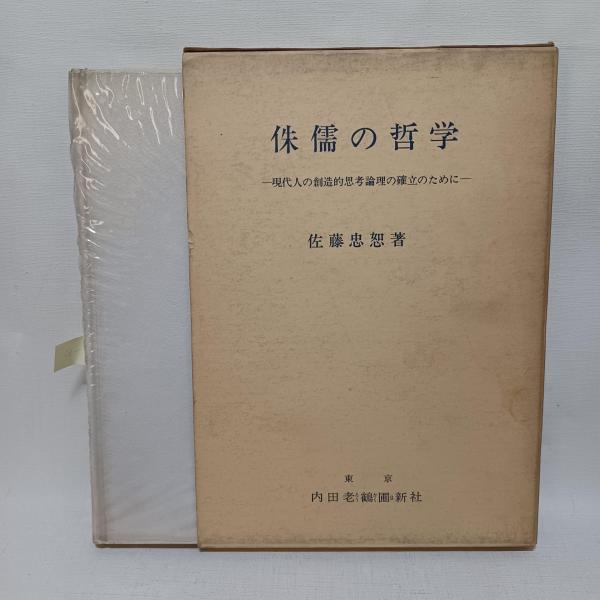 侏儒の哲学
—現代人の創造的思考論理の確立のために—
佐藤忠恕著
東京
内田老鶴圃新社